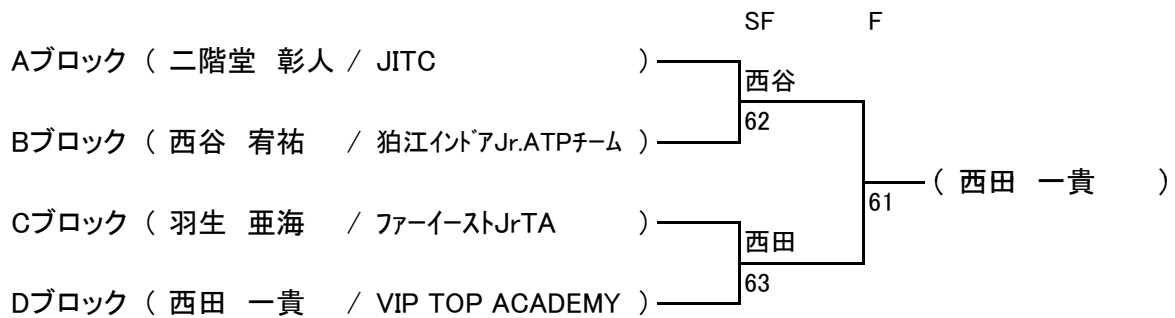 SF F
Aブロック ( 二階堂 彰人 / JITC )
西谷
62
Bブロック ( 西谷 宥祐 / 狛江インドアJr.ATPチーム )
( 西田 一貴 )
61
Cブロック ( 羽生 亜海 / ファーイーストJrTA )
西田
63
Dブロック ( 西田 一貴 / VIP TOP ACADEMY )